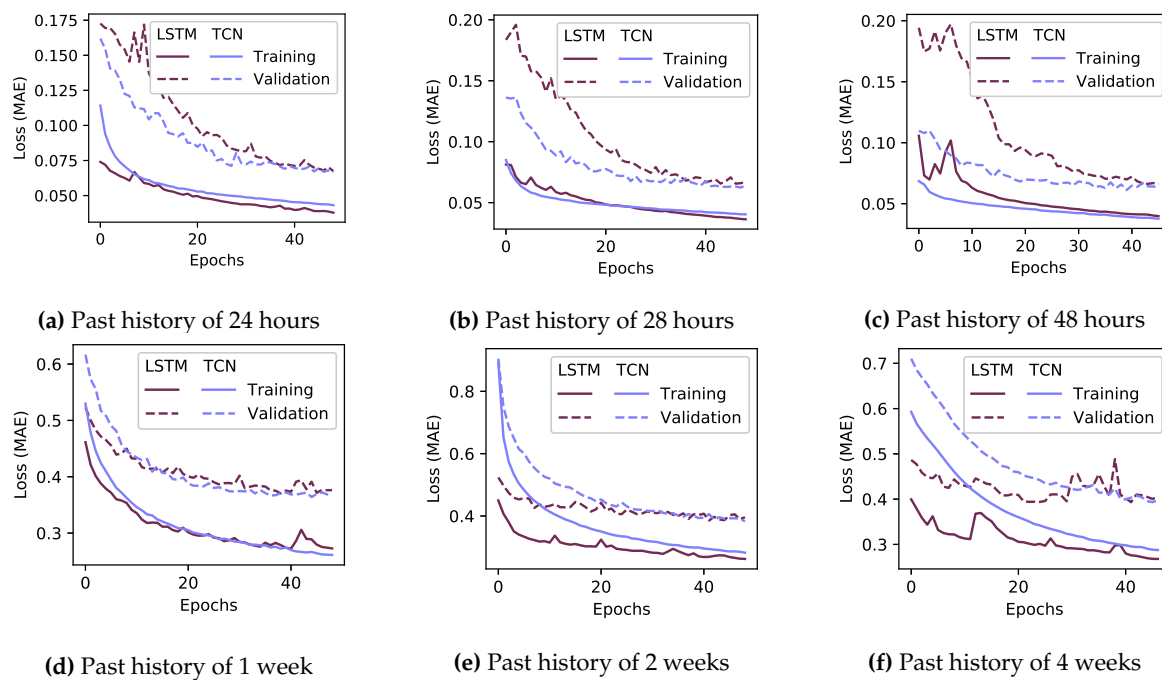 0.175
0.150
0.125
0.100
0.075
0.050
Loss (MAE)
LSTM TCN
Training
Validation
0 20 40
Epochs
(a) Past history of 24 hours
0.20
0.15
0.10
0.05
Loss (MAE)
LSTM TCN
Training
Validation
0 20 40
Epochs
(b) Past history of 28 hours
0.20
0.15
0.10
0.05
Loss (MAE)
LSTM TCN
Training
Validation
0 10 20 30 40
Epochs
(c) Past history of 48 hours
0.6
0.5
0.4
0.3
Loss (MAE)
LSTM TCN
Training
Validation
0 20 40
Epochs
(d) Past history of 1 week
0.8
0.6
0.4
Loss (MAE)
LSTM TCN
Training
Validation
0 20 40
Epochs
(e) Past history of 2 weeks
0.7
0.6
0.5
0.4
0.3
Loss (MAE)
LSTM TCN
Training
Validation
0 20 40
Epochs
(f) Past history of 4 weeks